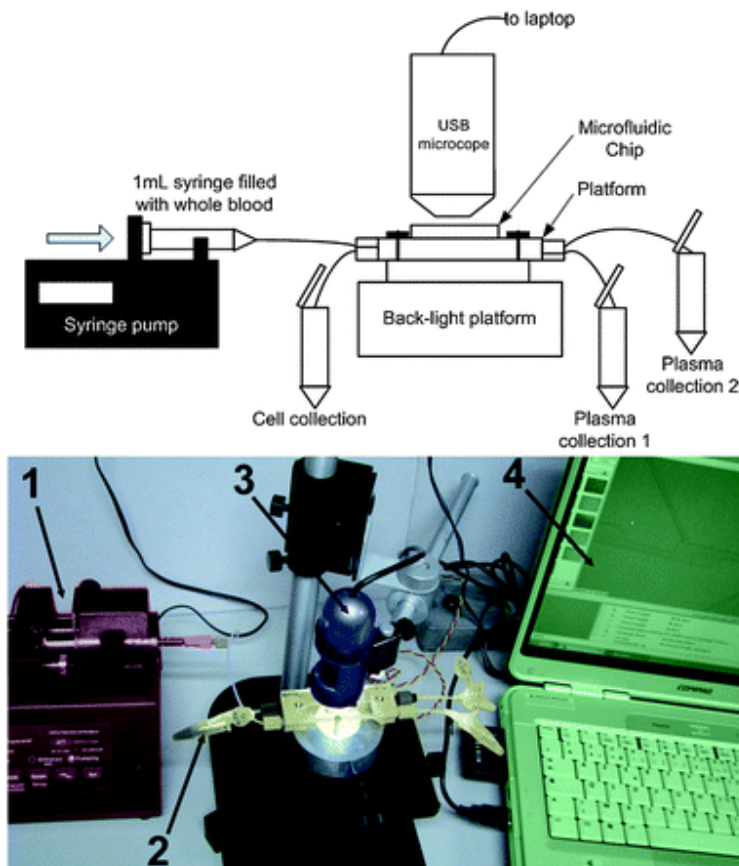 to laptop
USB
micrscope
Microfluidic
Chip
Platform
1mL syringe filled
with whole blood
Syringe pump
Back-light platform
Cell collection
Plasma
collection 1
Plasma
collection 2
1
2
3
4
COMPAQ